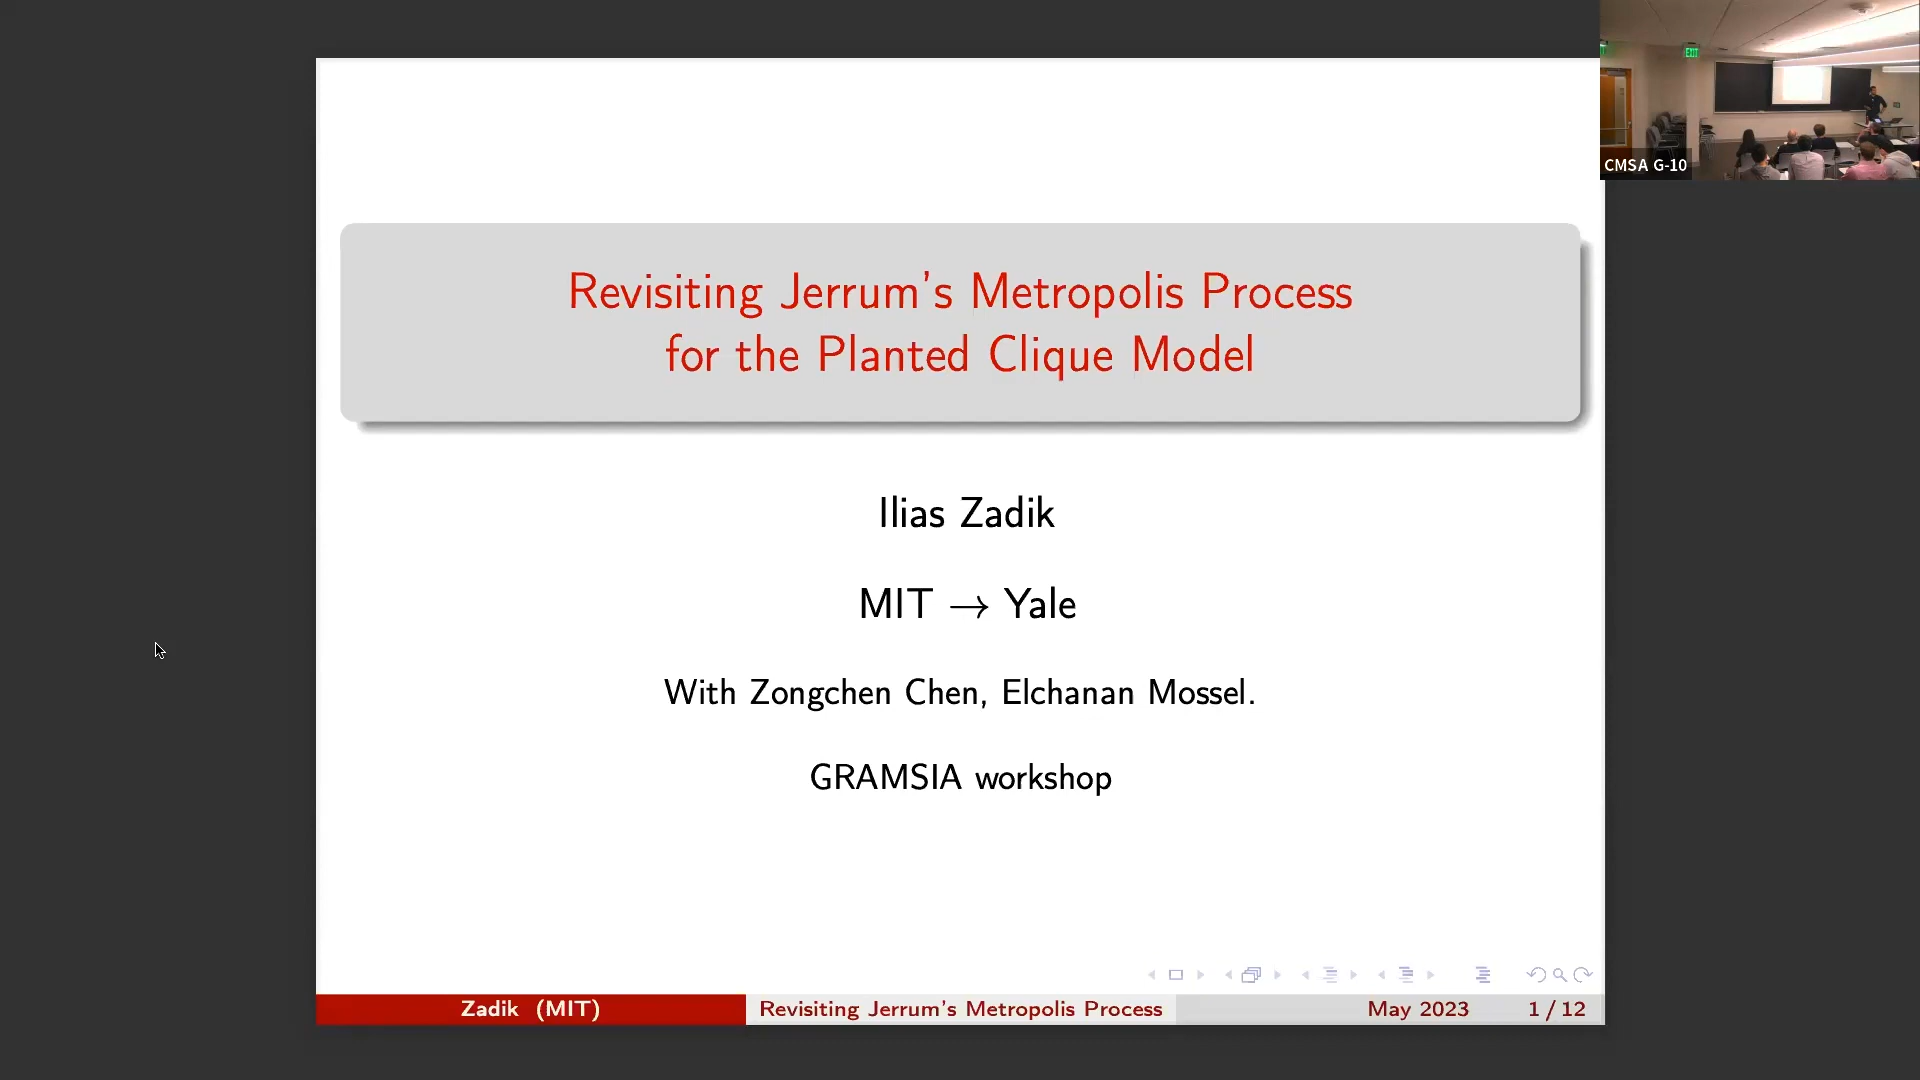 Revisiting Jerrum's Metropolis Process
for the Planted Clique Model
Ilias Zadik
MIT → Yale
With Zongchen Chen, Elchanan Mossel.
GRAMSIA workshop
Zadik (MIT)
Revisiting Jerrum's Metropolis Process
May 2023
1 / 12
EXIT
CMSA G-10